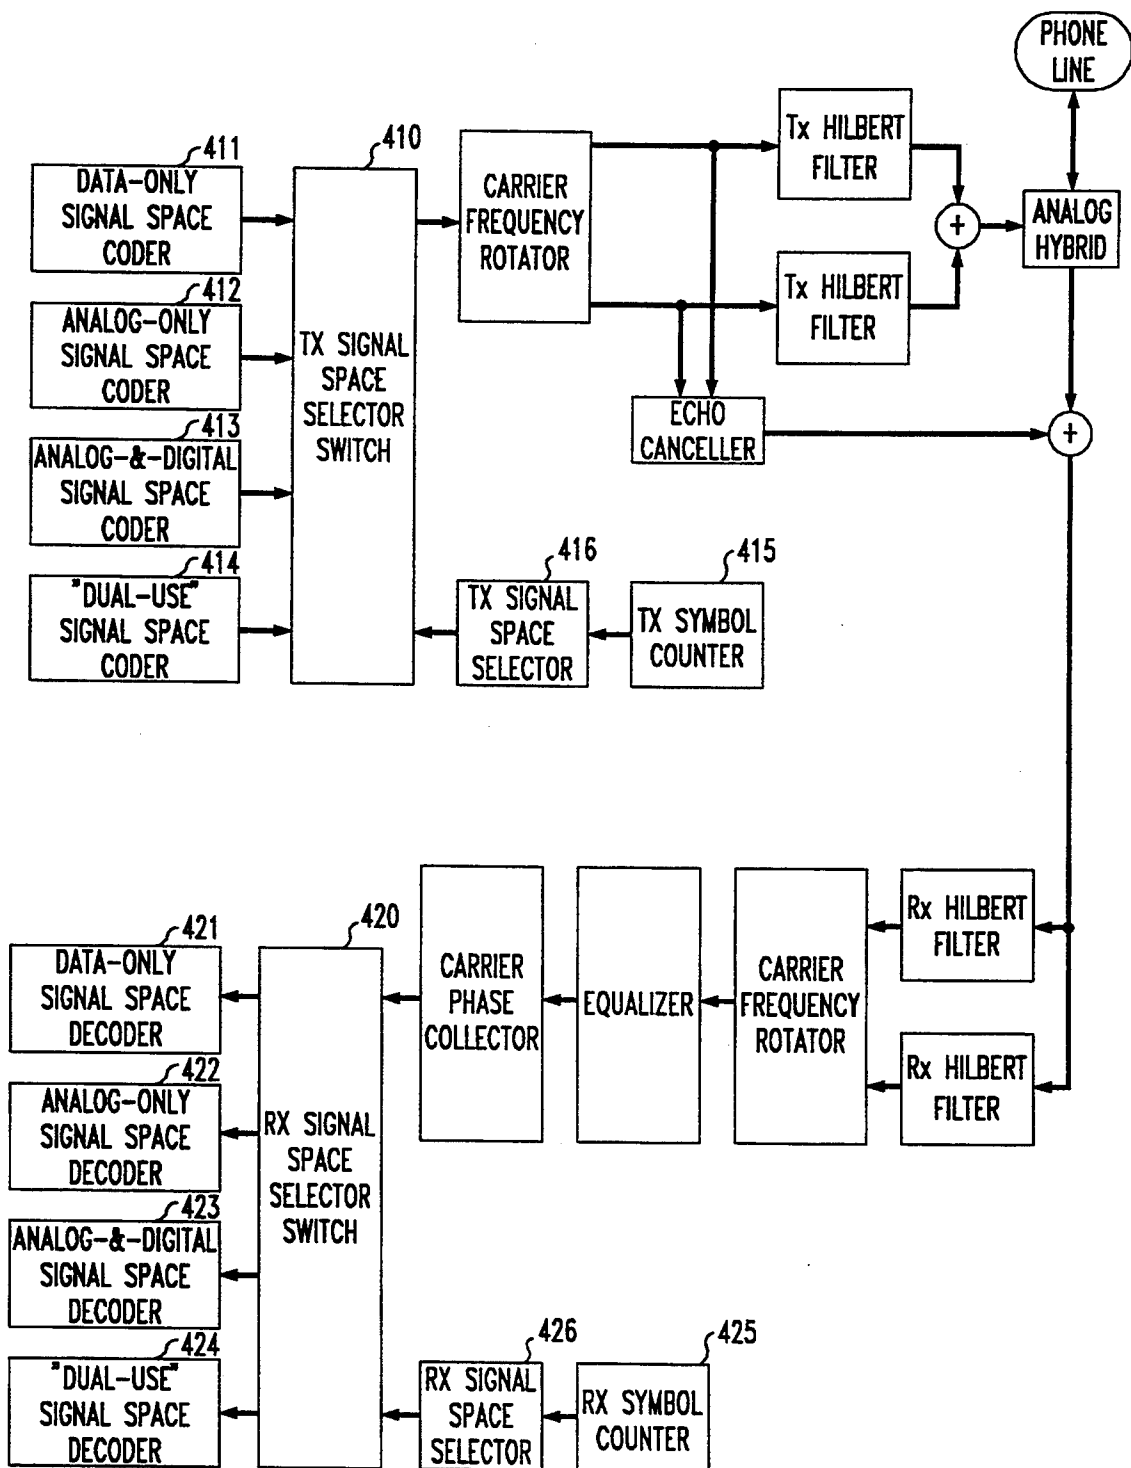 PHONE
LINE
411
DATA-ONLY
SIGNAL SPACE
CODER
410
TX SIGNAL
SPACE
SELECTOR
SWITCH
CARRIER
FREQUENCY
ROTATOR
Tx HILBERT
FILTER
+
ANALOG
HYBRID
412
ANALOG-ONLY
SIGNAL SPACE
CODER
Tx HILBERT
FILTER
413
ANALOG-&-DIGITAL
SIGNAL SPACE
CODER
ECHO
CANCELLER
+
414
"DUAL-USE"
SIGNAL SPACE
CODER
416
TX SIGNAL
SPACE
SELECTOR
415
TX SYMBOL
COUNTER
421
DATA-ONLY
SIGNAL SPACE
DECODER
420
RX SIGNAL
SPACE
SELECTOR
SWITCH
CARRIER
PHASE
COLLECTOR
EQUALIZER
CARRIER
FREQUENCY
ROTATOR
Rx HILBERT
FILTER
Rx HILBERT
FILTER
422
ANALOG-ONLY
SIGNAL SPACE
DECODER
423
ANALOG-&-DIGITAL
SIGNAL SPACE
DECODER
424
"DUAL-USE"
SIGNAL SPACE
DECODER
426
RX SIGNAL
SPACE
SELECTOR
425
RX SYMBOL
COUNTER